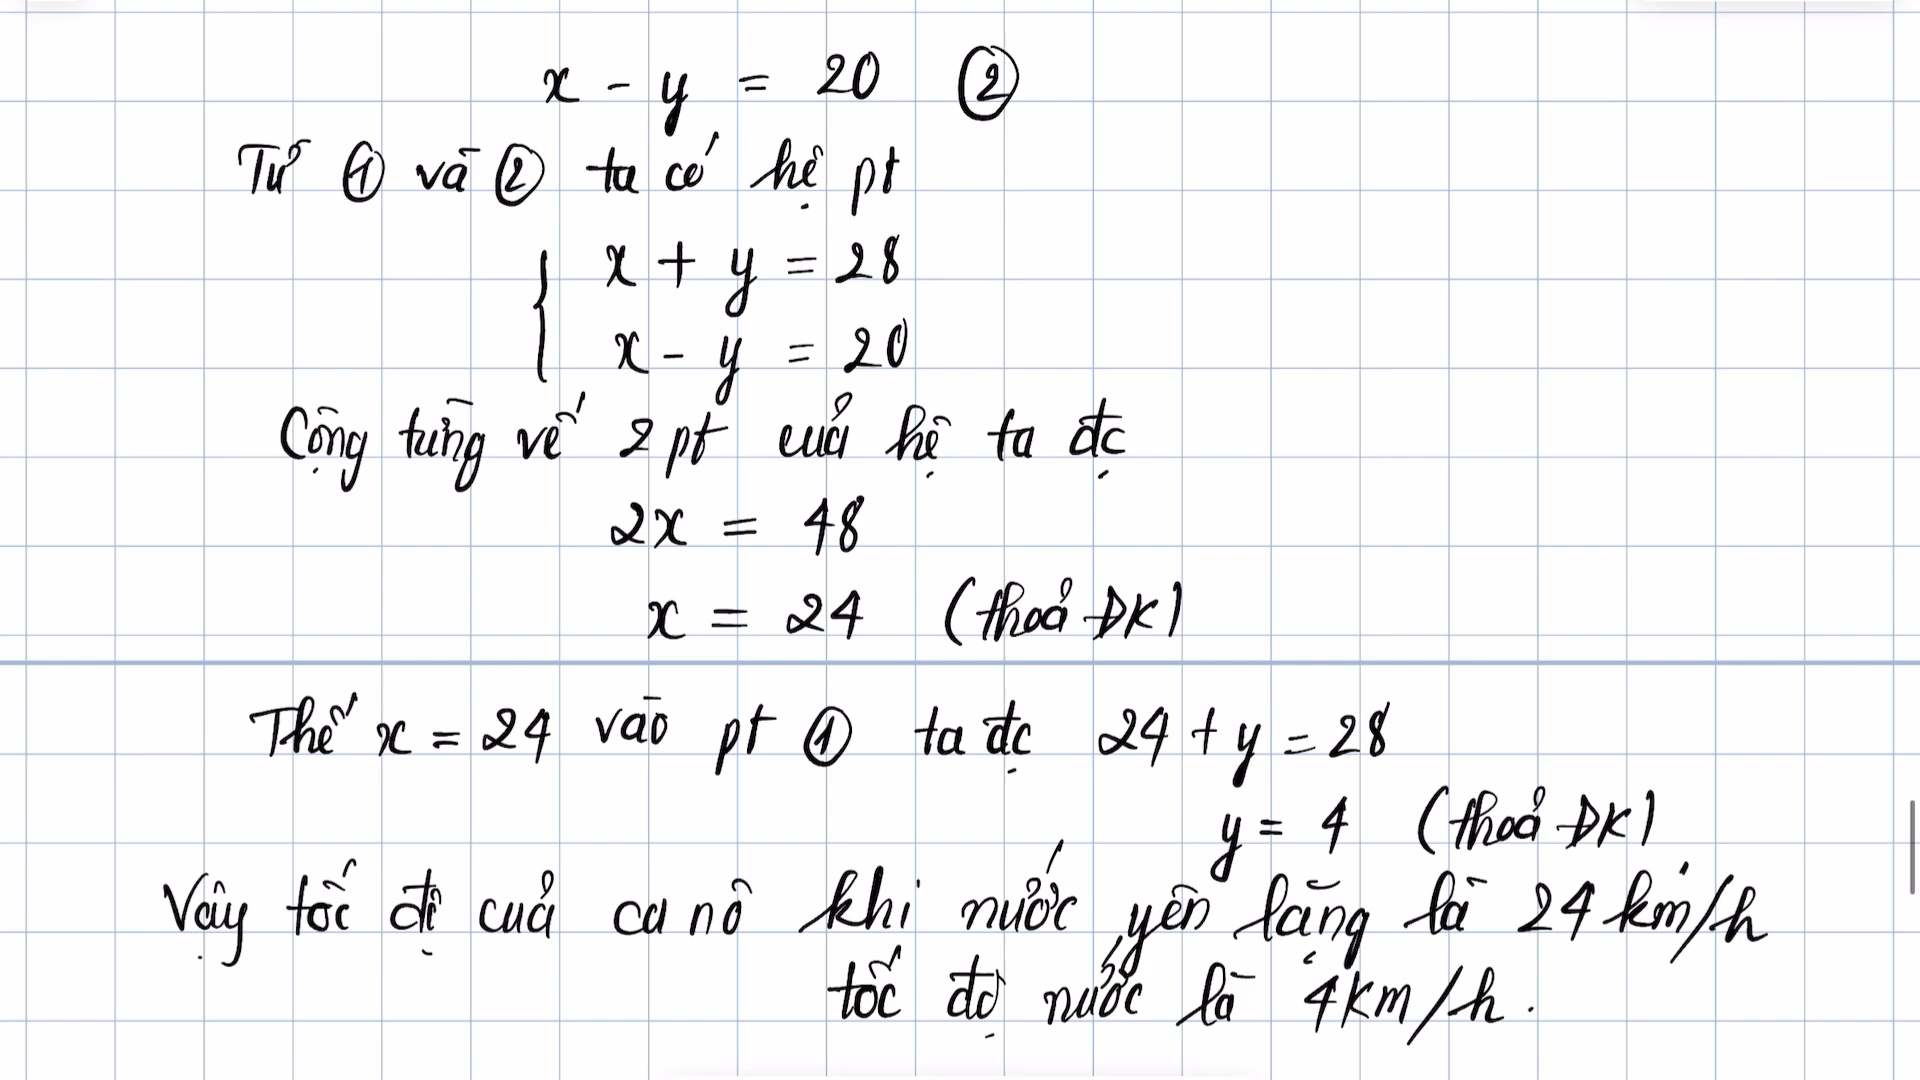 x - y = 20 ②
Từ ① và ② ta có hệ pt
{ x + y = 28
x - y = 20
Cộng từng vế 2 pt của hệ ta đc
2x = 48
x = 24 (thoả ĐK)
Thế x = 24 vào pt ① ta đc 24 + y = 28
y = 4 (thoả ĐK)
Vậy tốc độ của ca nô khi nước yên lặng là 24 km/h
tốc độ nước là 4km/h.